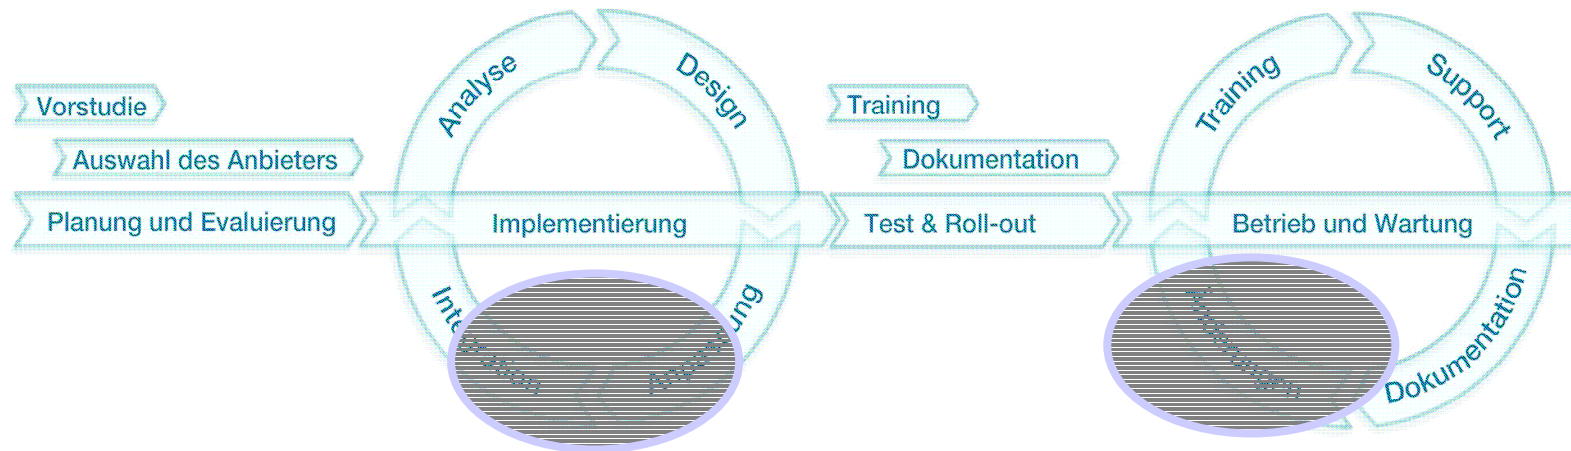 Vorstudie
Auswahl des Anbieters
Planung und Evaluierung
Analyse
Design
Implementierung
Training
Dokumentation
Test & Roll-out
Training
Support
Betrieb und Wartung
Dokumentation